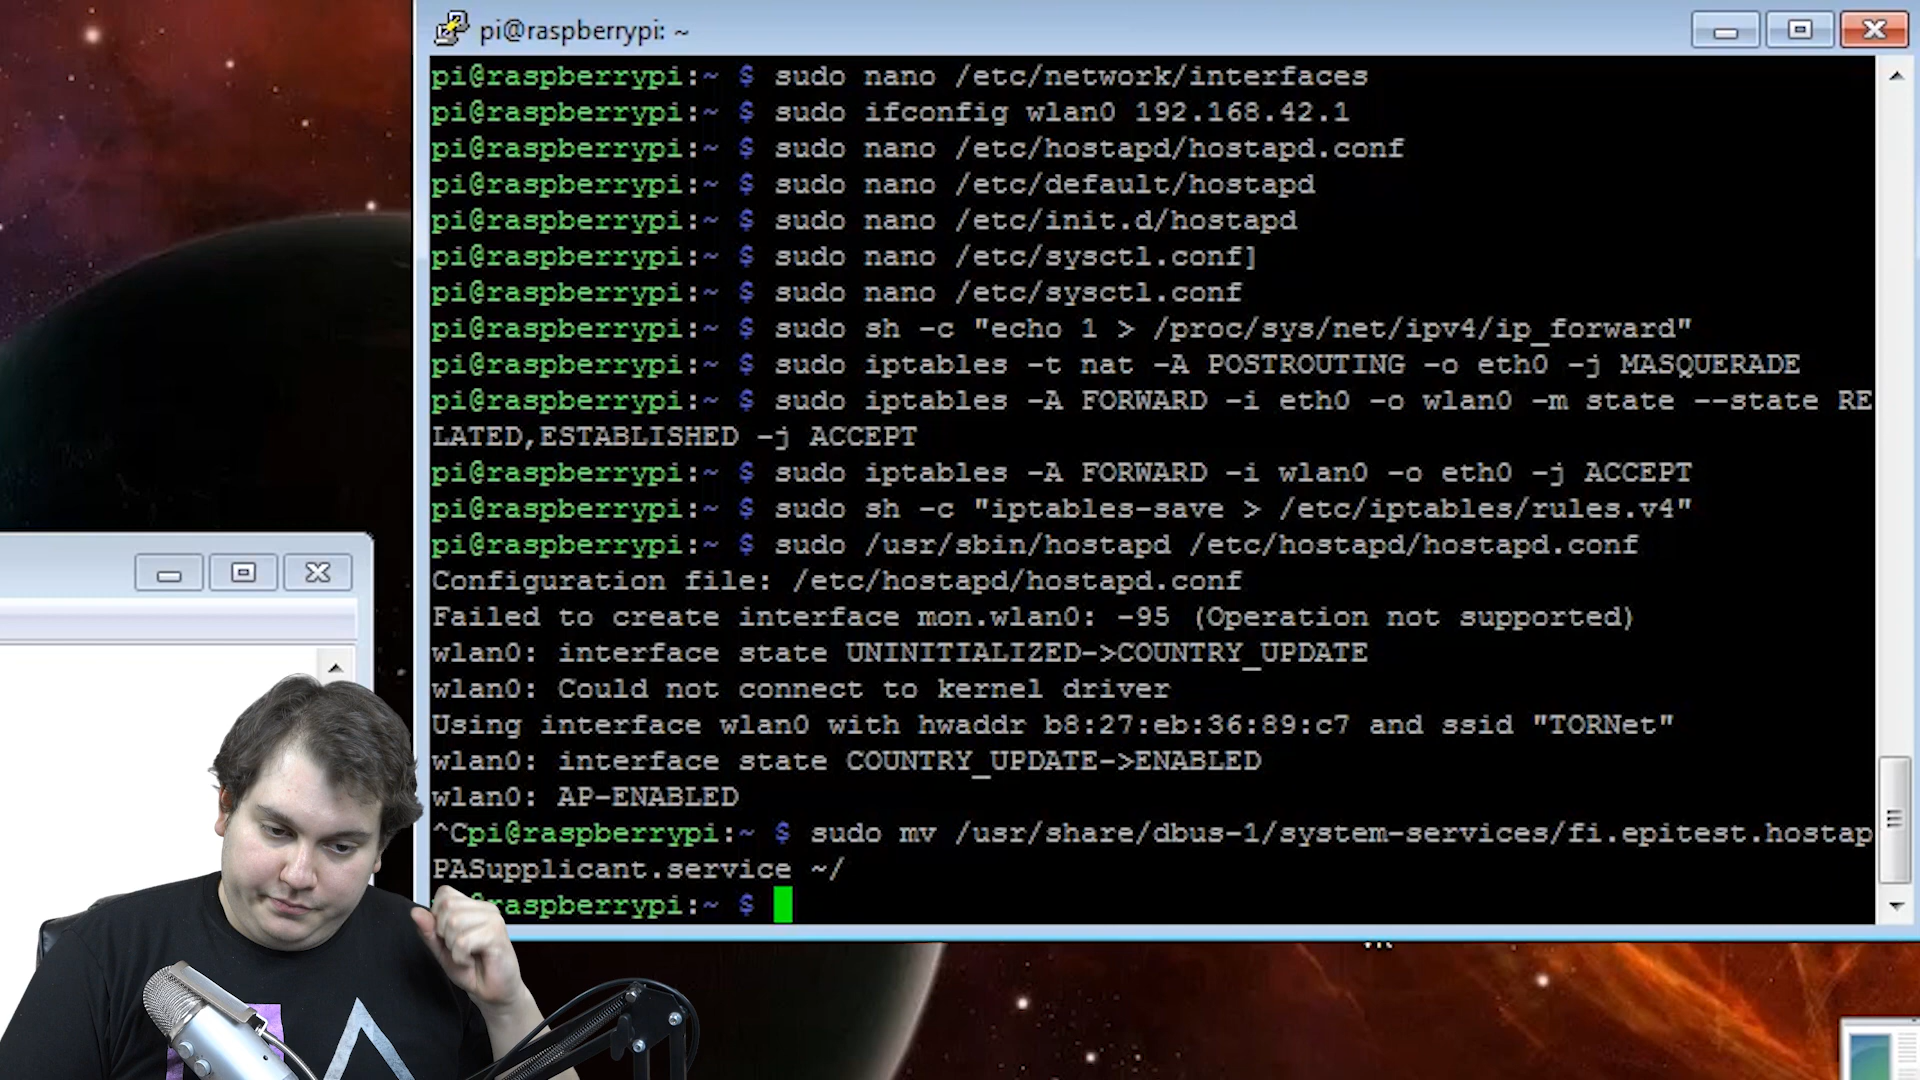 pi@raspberrypi: ~
pi@raspberrypi:~ $ sudo nano /etc/network/interfaces
pi@raspberrypi:~ $ sudo ifconfig wlan0 192.168.42.1
pi@raspberrypi:~ $ sudo nano /etc/hostapd/hostapd.conf
pi@raspberrypi:~ $ sudo nano /etc/default/hostapd
pi@raspberrypi:~ $ sudo nano /etc/init.d/hostapd
pi@raspberrypi:~ $ sudo nano /etc/sysctl.conf]
pi@raspberrypi:~ $ sudo nano /etc/sysctl.conf
pi@raspberrypi:~ $ sudo sh -c "echo 1 > /proc/sys/net/ipv4/ip_forward"
pi@raspberrypi:~ $ sudo iptables -t nat -A POSTROUTING -o eth0 -j MASQUERADE
pi@raspberrypi:~ $ sudo iptables -A FORWARD -i eth0 -o wlan0 -m state --state RE
LATED,ESTABLISHED -j ACCEPT
pi@raspberrypi:~ $ sudo iptables -A FORWARD -i wlan0 -o eth0 -j ACCEPT
pi@raspberrypi:~ $ sudo sh -c "iptables-save > /etc/iptables/rules.v4"
pi@raspberrypi:~ $ sudo /usr/sbin/hostapd /etc/hostapd/hostapd.conf
Configuration file: /etc/hostapd/hostapd.conf
Failed to create interface mon.wlan0: -95 (Operation not supported)
wlan0: interface state UNINITIALIZED->COUNTRY_UPDATE
wlan0: Could not connect to kernel driver
Using interface wlan0 with hwaddr b8:27:eb:36:89:c7 and ssid "TORNet"
wlan0: interface state COUNTRY_UPDATE->ENABLED
wlan0: AP-ENABLED
^Cpi@raspberrypi:~ $ sudo mv /usr/share/dbus-1/system-services/fi.epitest.hostap
PASupplicant.service ~/
raspberrypi:~ $